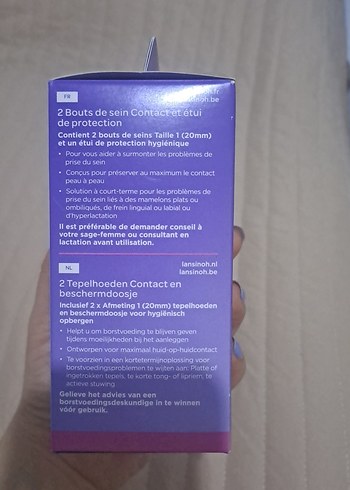 FR
lansinoh.be
2 Bouts de sein Contact et étui
de protection
Contient 2 bouts de seins Taille 1 (20mm)
et un étui de protection hygiénique
• Pour vous aider à surmonter les problèmes de
prise du sein
• Conçus pour préserver au maximum le contact
peau à peau
• Solution à court-terme pour les problèmes de
prise du sein liés à des mamelons plats ou
ombiliqués, de frein linguial ou labial ou
d'hyperlactation
Il est préférable de demander conseil à
votre sage-femme ou consultant en
lactation avant utilisation.
lansinoh.nl
lansinoh.be
NL
2 Tepelhoeden Contact en
beschermdoosje
Inclusief 2 x Afmeting 1 (20mm) tepelhoeden
en beschermdoosje voor hygiënisch
opbergen
• Helpt u om borstvoeding te blijven geven
tijdens moeilijkheden bij het aanleggen
• Ontworpen voor maximaal huid-op-huidcontact
• Te voorzien in een kortetermijnoplossing voor
borstvoedingsproblemen te wijten aan: Platte of
ingetrokken tepels, te korte tong- of lipriem, te
actieve stuwing
Gelieve het advies van een
borstvoedingsdeskundige in te winnen
vóór gebruik.